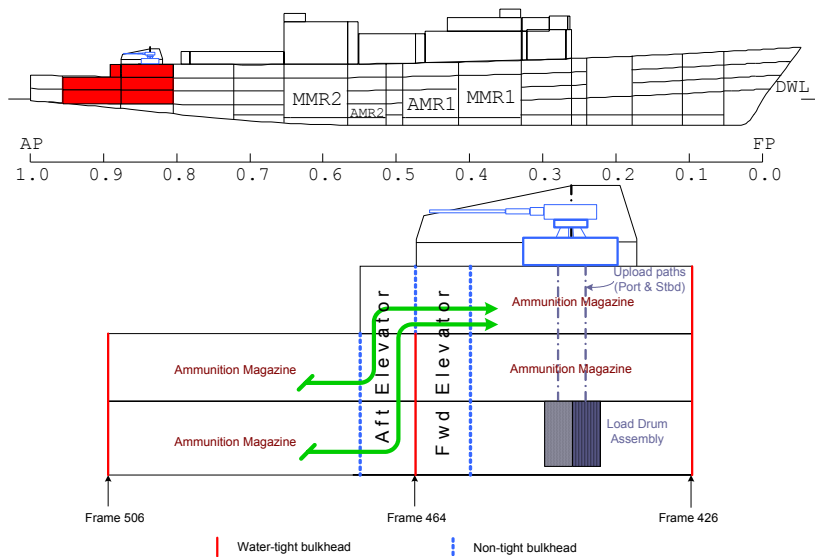 MMR2
AMR2
AMR1
MMR1
DWL
AP
FP
1.0 0.9 0.8 0.7 0.6 0.5 0.4 0.3 0.2 0.1 0.0
Upload paths
(Port & Stbd)
Ammunition Magazine
Aft Elevator
Fwd Elevator
Ammunition Magazine
Ammunition Magazine
Ammunition Magazine
Load Drum
Assembly
Frame 506
Frame 464
Frame 426
Water-tight bulkhead
Non-tight bulkhead